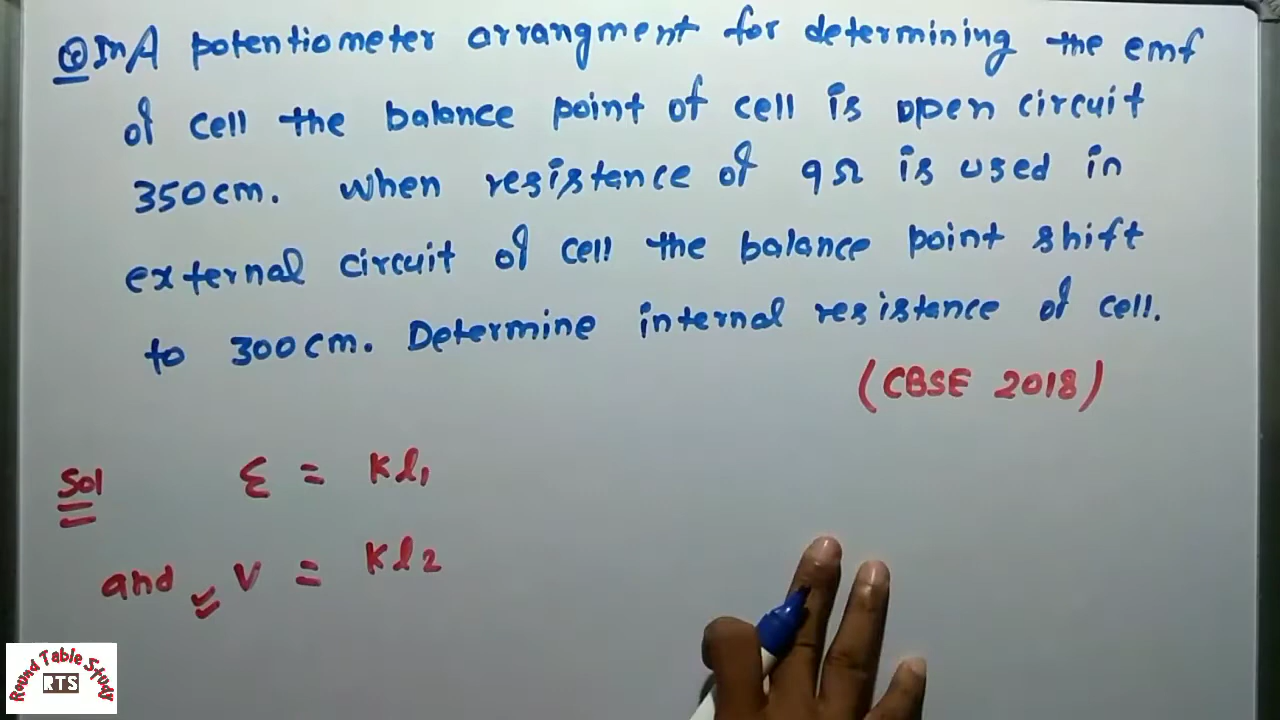 Q In A potentiometer arrangment for determining the emf
of cell the balance point of cell is open circuit
350cm. when resistence of 9Ω is used in
external circuit of cell the balance point shift
to 300cm. Determine internal resistance of cell.
(CBSE 2018)
Sol ε = Kl₁
and V = Kl₂
Round Table Study
RTS